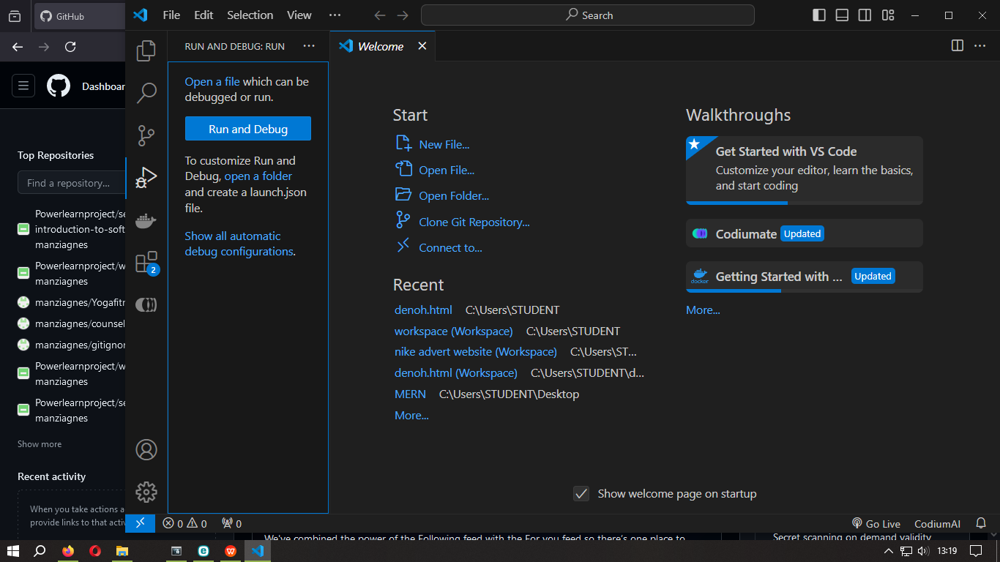 GitHub
File Edit Selection View ...
Search
Dashboar
Top Repositories
Find a repository...
Powerlearnproject/se
introduction-to-soft
manziagnes
Powerlearnproject/w
manziagnes
manziagnes/Yogafitn
manziagnes/counsel
manziagnes/gitignor
Powerlearnproject/w
manziagnes
Powerlearnproject/se
manziagnes
Show more
Recent activity
When you take actions a
provide links to that activ
2
RUN AND DEBUG: RUN ...
Open a file which can be
debugged or run.
Run and Debug
To customize Run and
Debug, open a folder
and create a launch.json
file.
Show all automatic
debug configurations.
Welcome
Start
New File...
Open File...
Open Folder...
Clone Git Repository...
Connect to...
Recent
denoh.html C:\Users\STUDENT
workspace (Workspace) C:\Users\STUDENT
nike advert website (Workspace) C:\Users\ST...
denoh.html (Workspace) C:\Users\STUDENT\d...
MERN C:\Users\STUDENT\Desktop
More...
Walkthroughs
Get Started with VS Code
Customize your editor, learn the basics,
and start coding
Codiumate Updated
docker
Getting Started with ... Updated
More...
Show welcome page on startup
0 0 0
Go Live CodiumAI
We've combined the power of the Following feed with the For you feed so there's one place to
Secret scanning on demand validity
13:19